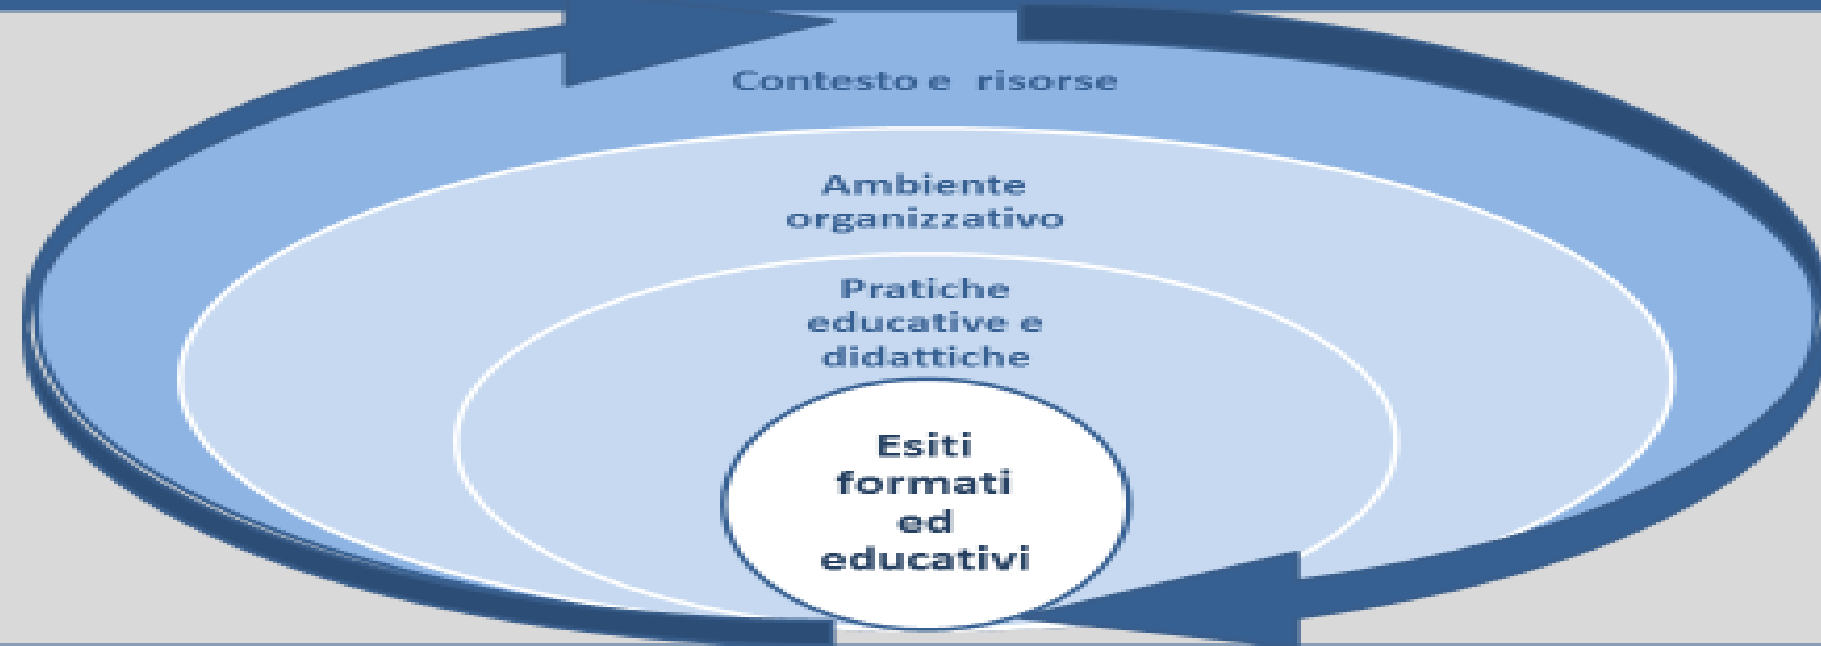 Contesto e risorse
Ambiente
organizzativo
Pratiche
educative e
didattiche
Esiti
formati
ed
educativi